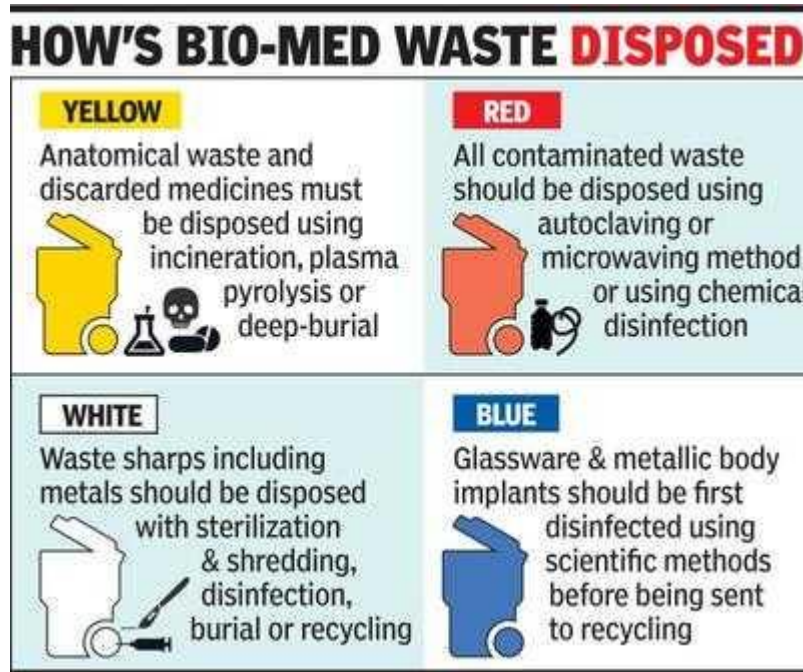 HOW'S BIO-MED WASTE DISPOSED
YELLOW
Anatomical waste and
discarded medicines must
be disposed using
incineration, plasma
pyrolysis or
deep-burial
RED
All contaminated waste
should be disposed using
autoclaving or
microwaving method
or using chemica
disinfection
WHITE
Waste sharps including
metals should be disposed
with sterilization
& shredding,
disinfection,
burial or recycling
BLUE
Glassware & metallic body
implants should be first
disinfected using
scientific methods
before being sent
to recycling